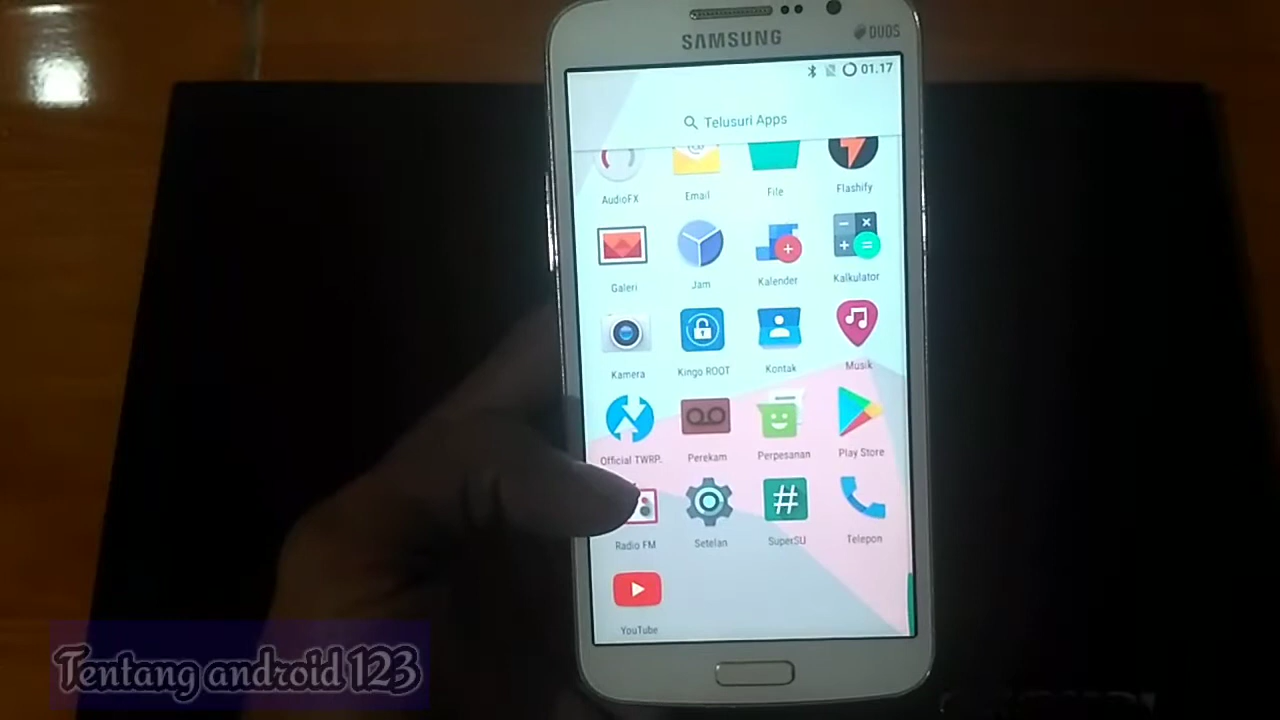 SAMSUNG
DUOS
01.17
Telusuri Apps
AudioFX Email File Flashify
Galeri Jam Kalender Kalkulator
Kamera Kingo ROOT Kontak Musik
Official TWRP.. Perekam Perpesanan Play Store
Radio FM Setelan SuperSU Telepon
YouTube
Tentang android 123